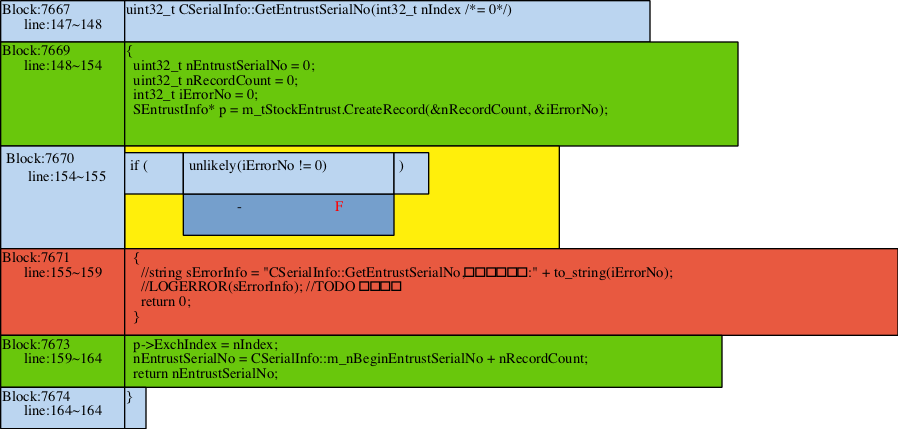 Block:7667
line:147~148
uint32_t CSerialInfo::GetEntrustSerialNo(int32_t nIndex /*= 0*/)
Block:7669
line:148~154
{
uint32_t nEntrustSerialNo = 0;
uint32_t nRecordCount = 0;
int32_t iErrorNo = 0;
SEntrustInfo* p = m_tStockEntrust.CreateRecord(&nRecordCount, &iErrorNo);
Block:7670
line:154~155
if ( unlikely(iErrorNo != 0) )
- F
Block:7671
line:155~159
{
//string sErrorInfo = "CSerialInfo::GetEntrustSerialNo,□□□□□□:" + to_string(iErrorNo);
//LOGERROR(sErrorInfo); //TODO □□□□
return 0;
}
Block:7673
line:159~164
p->ExchIndex = nIndex;
nEntrustSerialNo = CSerialInfo::m_nBeginEntrustSerialNo + nRecordCount;
return nEntrustSerialNo;
Block:7674
line:164~164
}